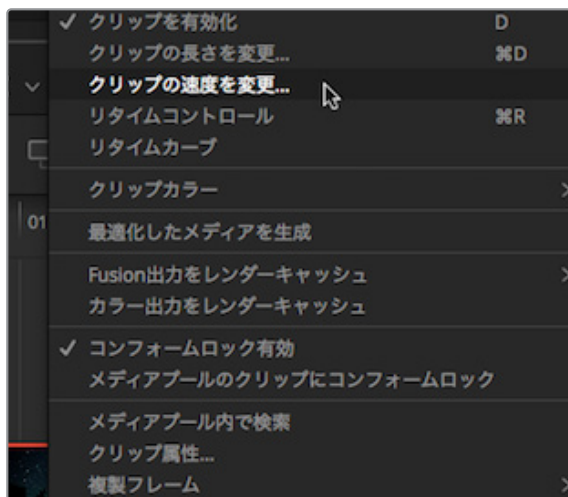 ✓ クリップを有効化 D
クリップの長さを変更... ⌘D
クリップの速度を変更...
リタイムコントロール ⌘R
リタイムカーブ
クリップカラー
01
最適化したメディアを生成
Fusion出力をレンダーキャッシュ
カラー出力をレンダーキャッシュ
✓ コンフォームロック有効
メディアプールのクリップにコンフォームロック
メディアプール内で検索
クリップ属性...
複製フレーム